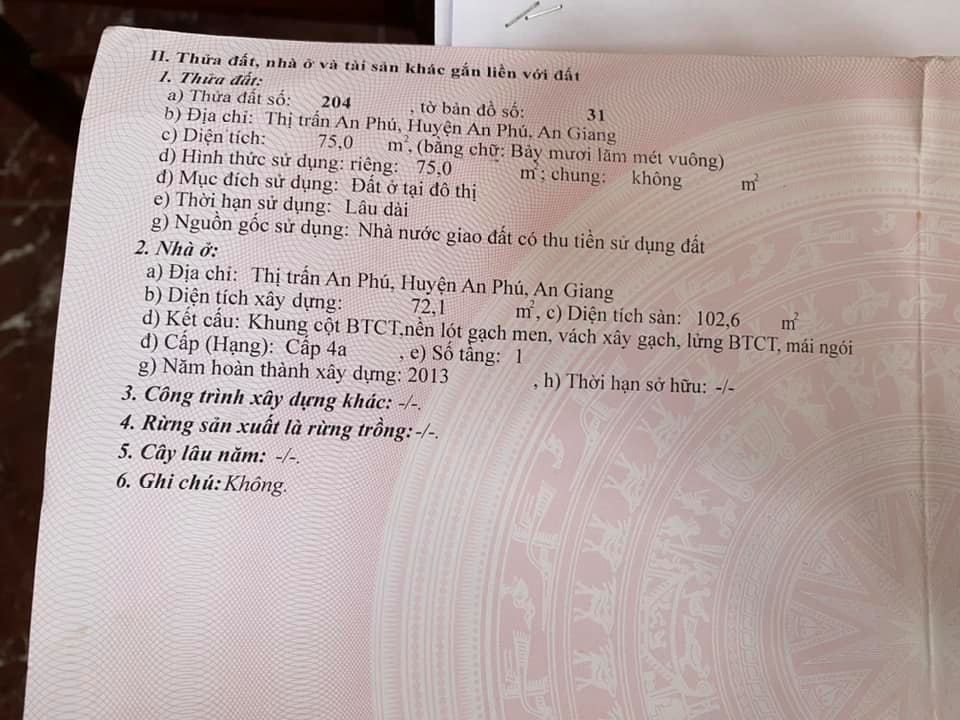 II. Thửa đất, nhà ở và tài sản khác gắn liền với đất
1. Thửa đất:
a) Thửa đất số: 204 , tờ bản đồ số: 31
b) Địa chỉ: Thị trấn An Phú, Huyện An Phú, An Giang
c) Diện tích: 75,0 m², (bằng chữ: Bảy mươi lăm mét vuông)
d) Hình thức sử dụng: riêng: 75,0 m²; chung: không m²
đ) Mục đích sử dụng: Đất ở tại đô thị
e) Thời hạn sử dụng: Lâu dài
g) Nguồn gốc sử dụng: Nhà nước giao đất có thu tiền sử dụng đất
2. Nhà ở:
a) Địa chỉ: Thị trấn An Phú, Huyện An Phú, An Giang
b) Diện tích xây dựng: 72,1 m², c) Diện tích sàn: 102,6 m²
d) Kết cấu: Khung cột BTCT,nền lót gạch men, vách xây gạch, lửng BTCT, mái ngói
đ) Cấp (Hạng): Cấp 4a , e) Số tầng: 1
g) Năm hoàn thành xây dựng: 2013 , h) Thời hạn sở hữu: -/-
3. Công trình xây dựng khác: -/-.
4. Rừng sản xuất là rừng trồng:-/-.
5. Cây lâu năm: -/-.
6. Ghi chú: Không.